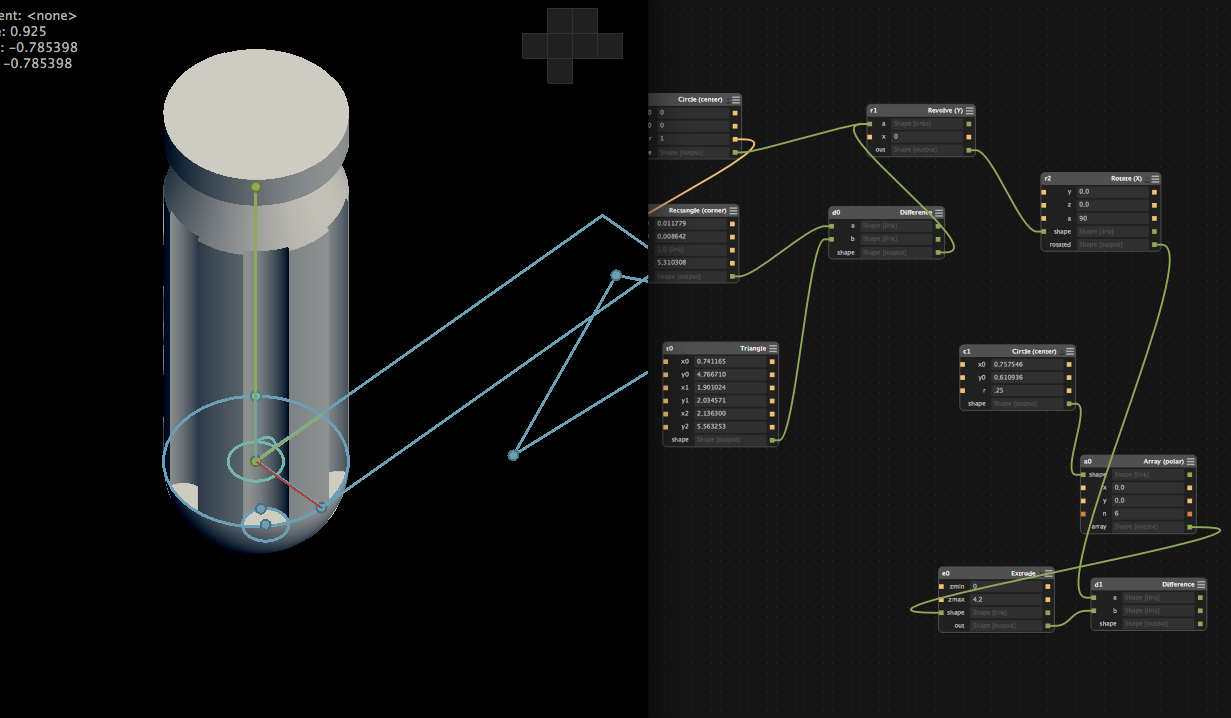 ent: <none>
e: 0.925
: -0.785398
-0.785398
Circle (center)
0 0
0 0
r 1
e Shape [output]
Rectangle (corner)
0.011779
0.008642
1.0 [link]
5.310308
Shape [output]
r1 Revolve (Y)
a Shape [link]
x 0
out Shape [output]
d0 Difference
a Shape [link]
b Shape [link]
shape Shape [output]
r2 Rotate (X)
y 0.0
z 0.0
a 90
shape Shape [link]
rotated Shape [output]
t0 Triangle
x0 0.741165
y0 4.766710
x1 1.901024
y1 2.034571
x2 2.136300
y2 5.563253
shape Shape [output]
c1 Circle (center)
x0 0.757546
y0 0.610936
r .25
shape Shape [output]
a0 Array (polar)
shape Shape [link]
x 0.0
y 0.0
n 6
array Shape [output]
e0 Extrude
zmin 0
zmax 4.2
shape Shape [link]
out Shape [output]
d1 Difference
a Shape [link]
b Shape [link]
shape Shape [output]